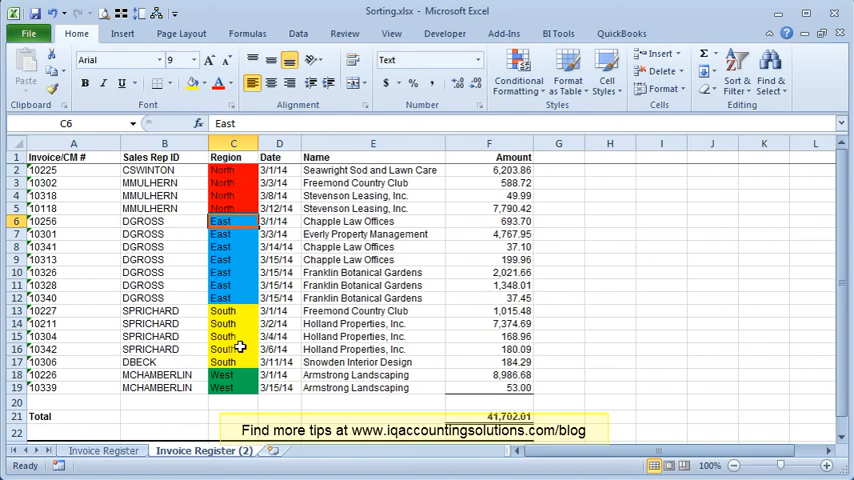 Sorting.xlsx - Microsoft Excel
File Home Insert Page Layout Formulas Data Review View Developer Add-Ins BI Tools QuickBooks
Paste
Arial 9 Text
B I U A $ % ,
Conditional Formatting Format as Table Cell Styles
Insert Delete Format
Sort & Filter Find & Select
Clipboard Font Alignment Number Styles Cells Editing
C6 fx East
A B C D E F G H I J K L
1 Invoice/CM # Sales Rep ID Region Date Name Amount
2 10225 CSWINTON North 3/1/14 Seawright Sod and Lawn Care 6,203.86
3 10302 MMULHERN North 3/3/14 Freemond Country Club 588.72
4 10318 MMULHERN North 3/8/14 Stevenson Leasing, Inc. 49.99
5 10118 MMULHERN North 3/12/14 Stevenson Leasing, Inc. 7,790.42
6 10256 DGROSS East 3/1/14 Chapple Law Offices 693.70
7 10301 DGROSS East 3/3/14 Everly Property Management 4,767.95
8 10341 DGROSS East 3/14/14 Chapple Law Offices 37.10
9 10313 DGROSS East 3/15/14 Chapple Law Offices 199.96
10 10326 DGROSS East 3/15/14 Franklin Botanical Gardens 2,021.66
11 10328 DGROSS East 3/15/14 Franklin Botanical Gardens 1,348.01
12 10340 DGROSS East 3/15/14 Franklin Botanical Gardens 37.45
13 10227 SPRICHARD South 3/1/14 Freemond Country Club 1,015.48
14 10211 SPRICHARD South 3/2/14 Holland Properties, Inc. 7,374.69
15 10304 SPRICHARD South 3/4/14 Holland Properties, Inc. 168.96
16 10342 SPRICHARD South 3/6/14 Holland Properties, Inc. 180.09
17 10306 DBECK South 3/11/14 Snowden Interior Design 84.15
18 10226 MCHAMBERLIN West 3/1/14 Armstrong Landscaping 8,986.68
19 10339 MCHAMBERLIN West 3/15/14 Armstrong Landscaping 53.00
20
21 Total 41,702.01
22
Find more tips at www.iqaccountingsolutions.com/blog
Invoice Register Invoice Register (2)
Ready 100%